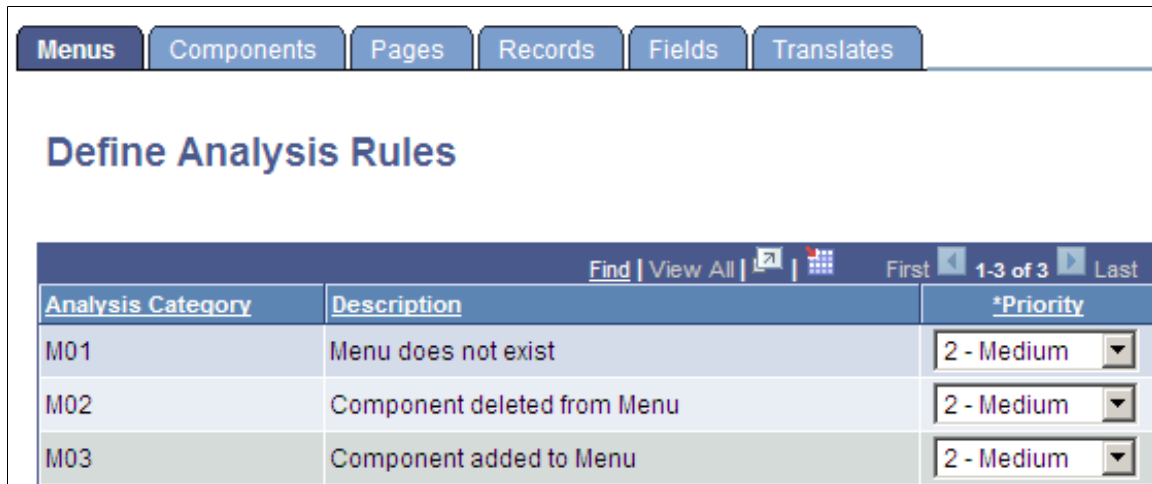 Menus Components Pages Records Fields Translates
Define Analysis Rules
Find | View All | | First 1-3 of 3 Last
Analysis Category Description *Priority
M01 Menu does not exist 2 - Medium
M02 Component deleted from Menu 2 - Medium
M03 Component added to Menu 2 - Medium